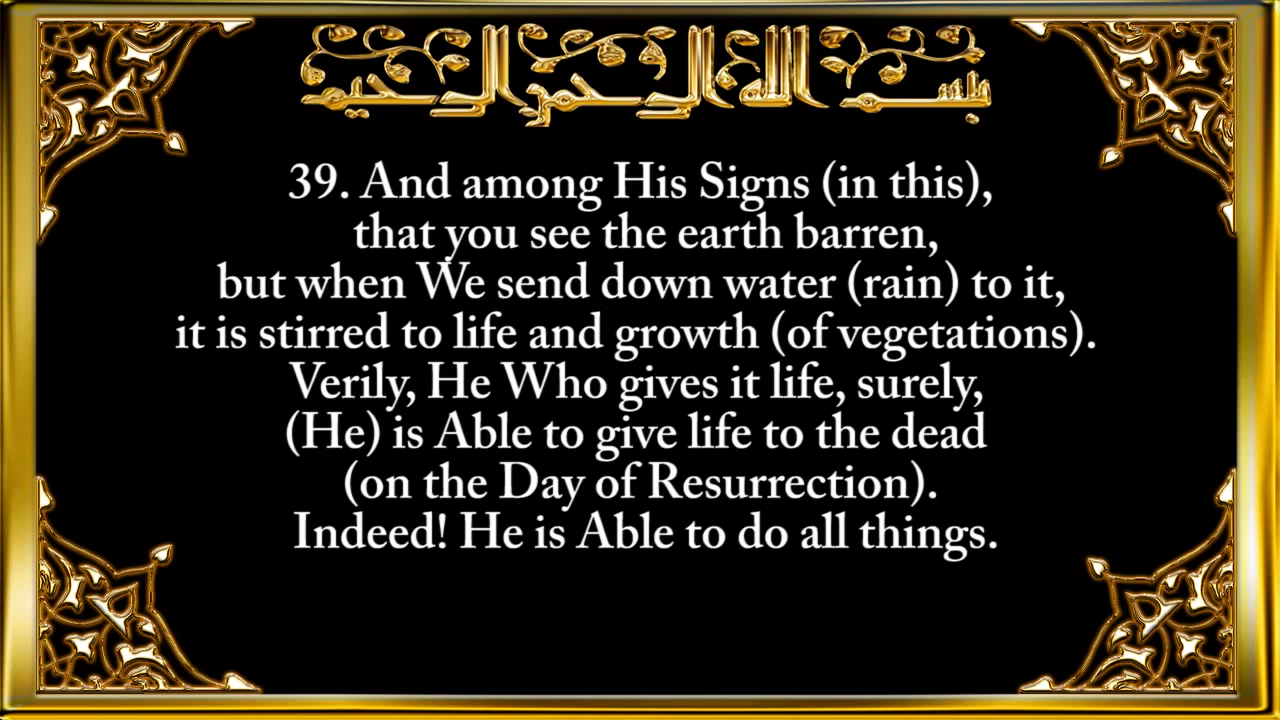 بسم الله الرحمن الرحيم
39. And among His Signs (in this),
that you see the earth barren,
but when We send down water (rain) to it,
it is stirred to life and growth (of vegetations).
Verily, He Who gives it life, surely,
(He) is Able to give life to the dead
(on the Day of Resurrection).
Indeed! He is Able to do all things.